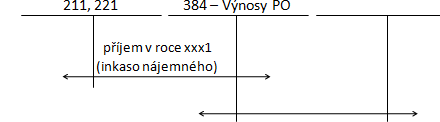 211, 221 384 – Výnosy PO
příjem v roce xxx1
(inkaso nájemného)